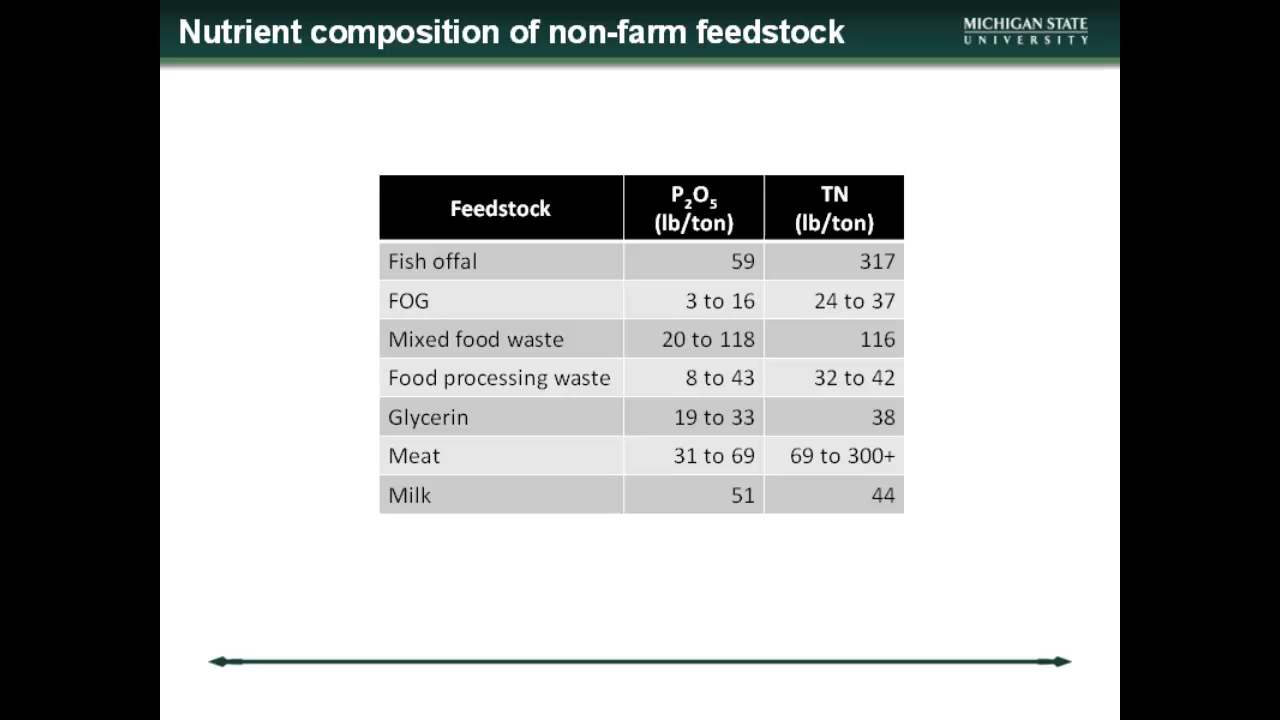 Nutrient composition of non-farm feedstock
MICHIGAN STATE
UNIVERSITY
Feedstock P₂O₅ (lb/ton) TN (lb/ton)
Fish offal 59 317
FOG 3 to 16 24 to 37
Mixed food waste 20 to 118 116
Food processing waste 8 to 43 32 to 42
Glycerin 19 to 33 38
Meat 31 to 69 69 to 300+
Milk 51 44